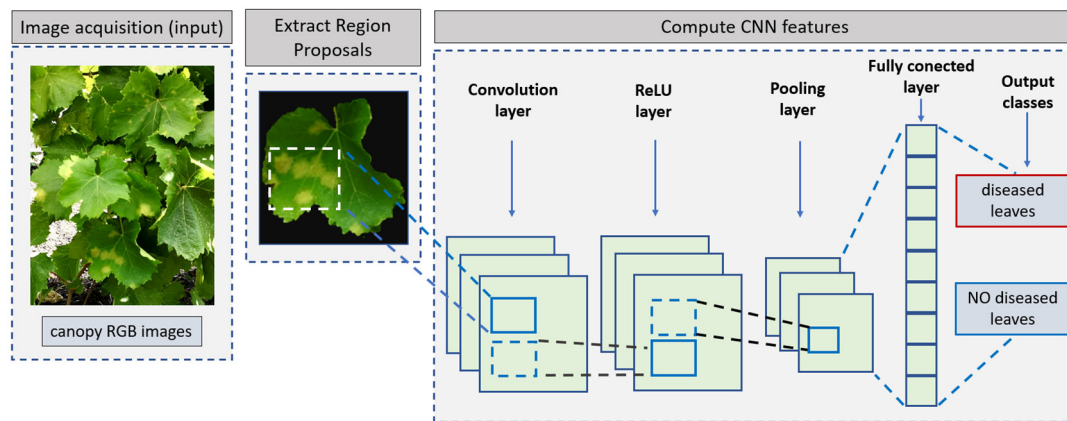 Image acquisition (input)
canopy RGB images
Extract Region
Proposals
Compute CNN features
Convolution
layer
ReLU
layer
Pooling
layer
Fully conected
layer
Output
classes
diseased
leaves
NO diseased
leaves